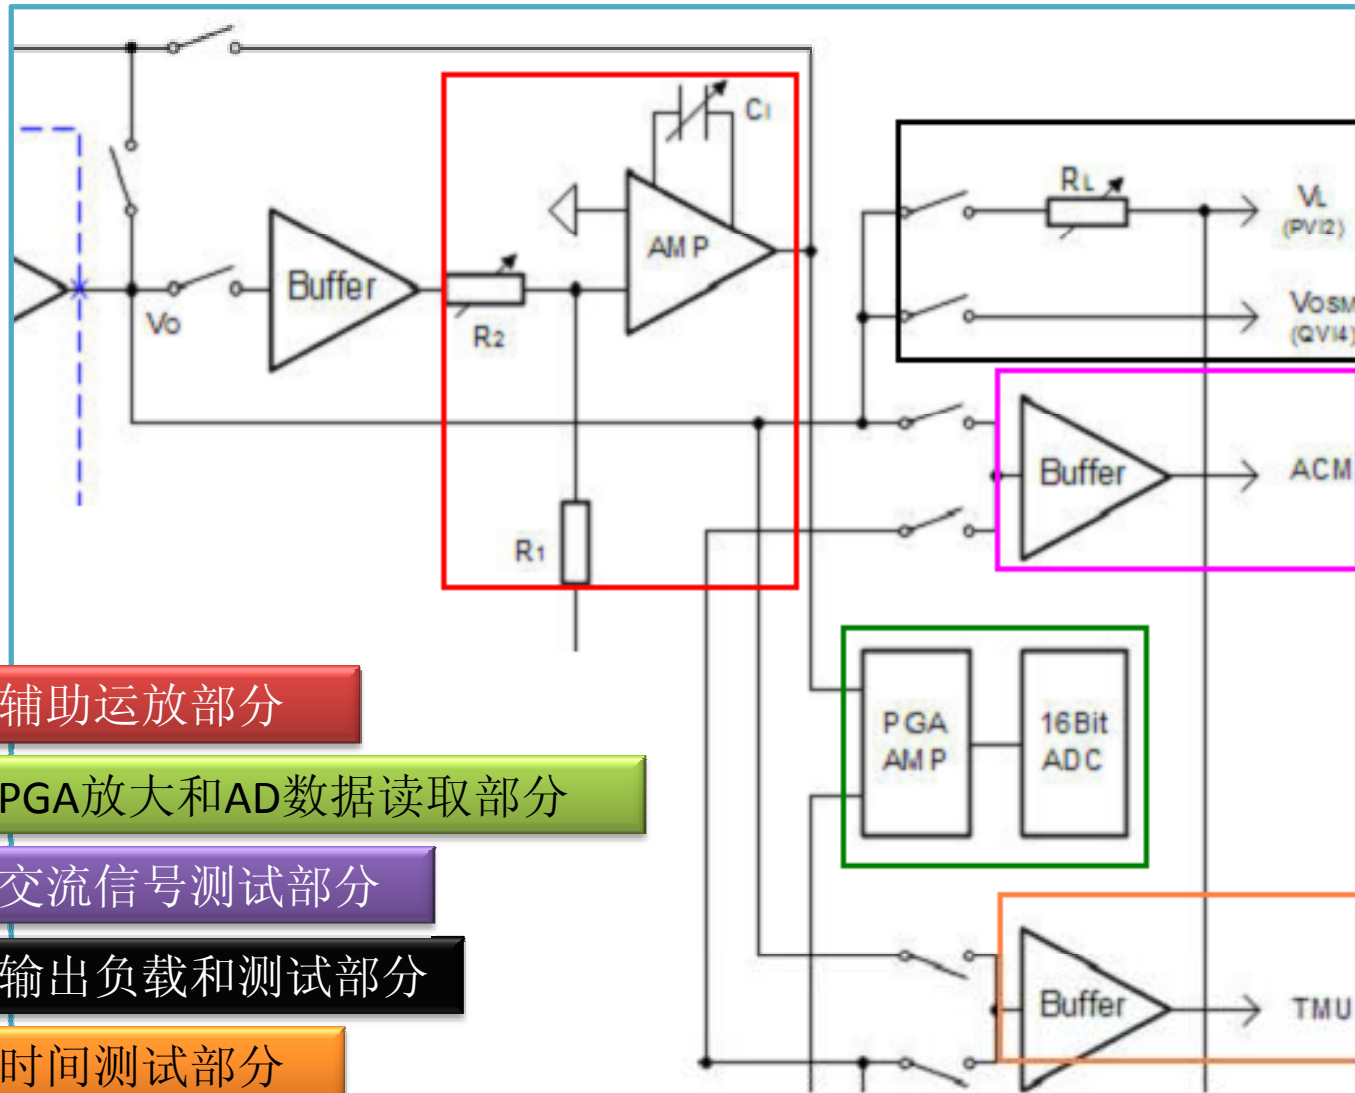 C1
RL
VL
(PVI2)
AMP
Buffer
VOSM
(QVI4)
Vo
R2
Buffer
ACM
R1
辅助运放部分
PGA
AMP
16Bit
ADC
PGA放大和AD数据读取部分
交流信号测试部分
输出负载和测试部分
Buffer
TMU
时间测试部分